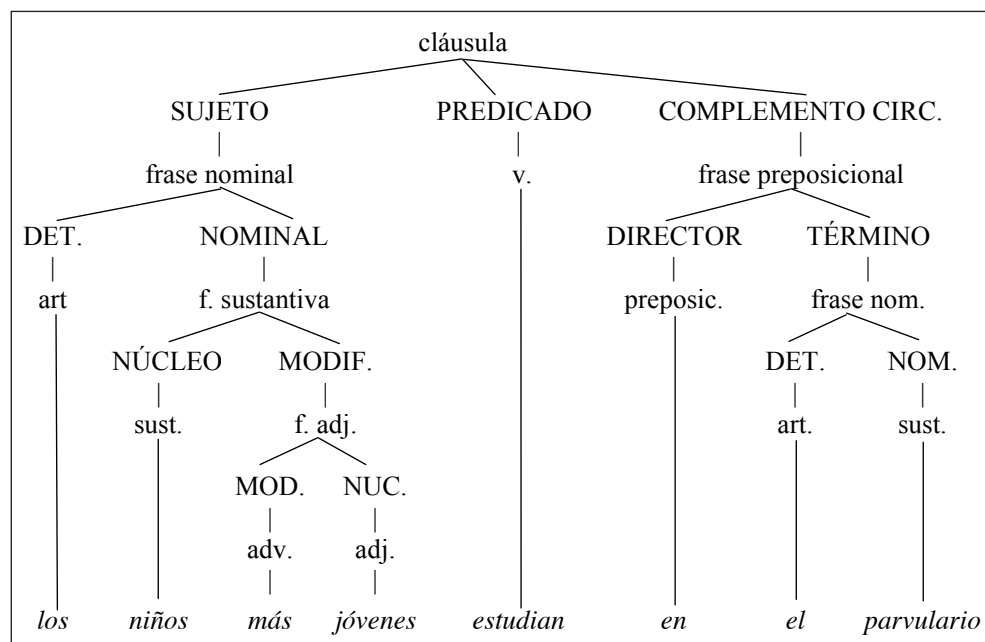 cláusula
SUJETO PREDICADO COMPLEMENTO CIRC.
frase nominal v. frase preposicional
DET. NOMINAL DIRECTOR TÉRMINO
art f. sustantiva preposic. frase nom.
NÚCLEO MODIF. DET. NOM.
sust. f. adj. art. sust.
MOD. NUC.
adv. adj.
los niños más jóvenes estudian en el parvulario